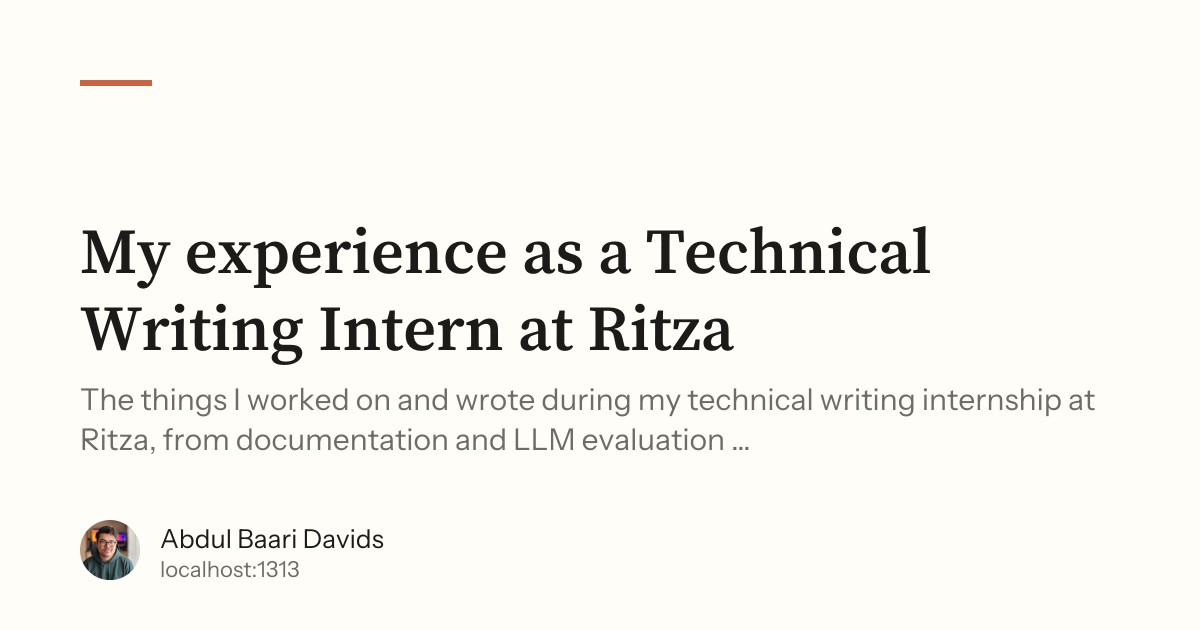 My experience as a Technical
Writing Intern at Ritza
The things I worked on and wrote during my technical writing internship at
Ritza, from documentation and LLM evaluation ...
Abdul Baari Davids
localhost:1313